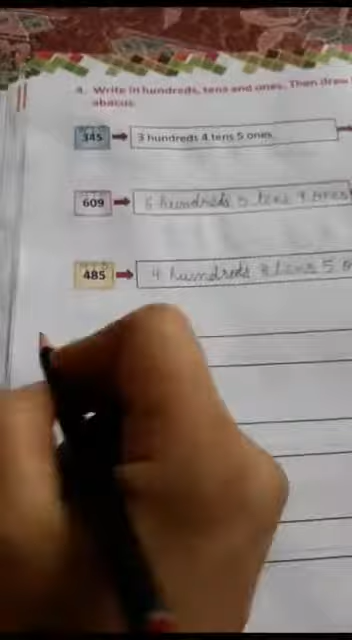 4. Write in hundreds, tens and ones. Then draw
abacus.
345 3 hundreds 4 tens 5 ones.
609 6 hundreds 0 tens 9 ones
485 4 hundreds 8 tens 5 o